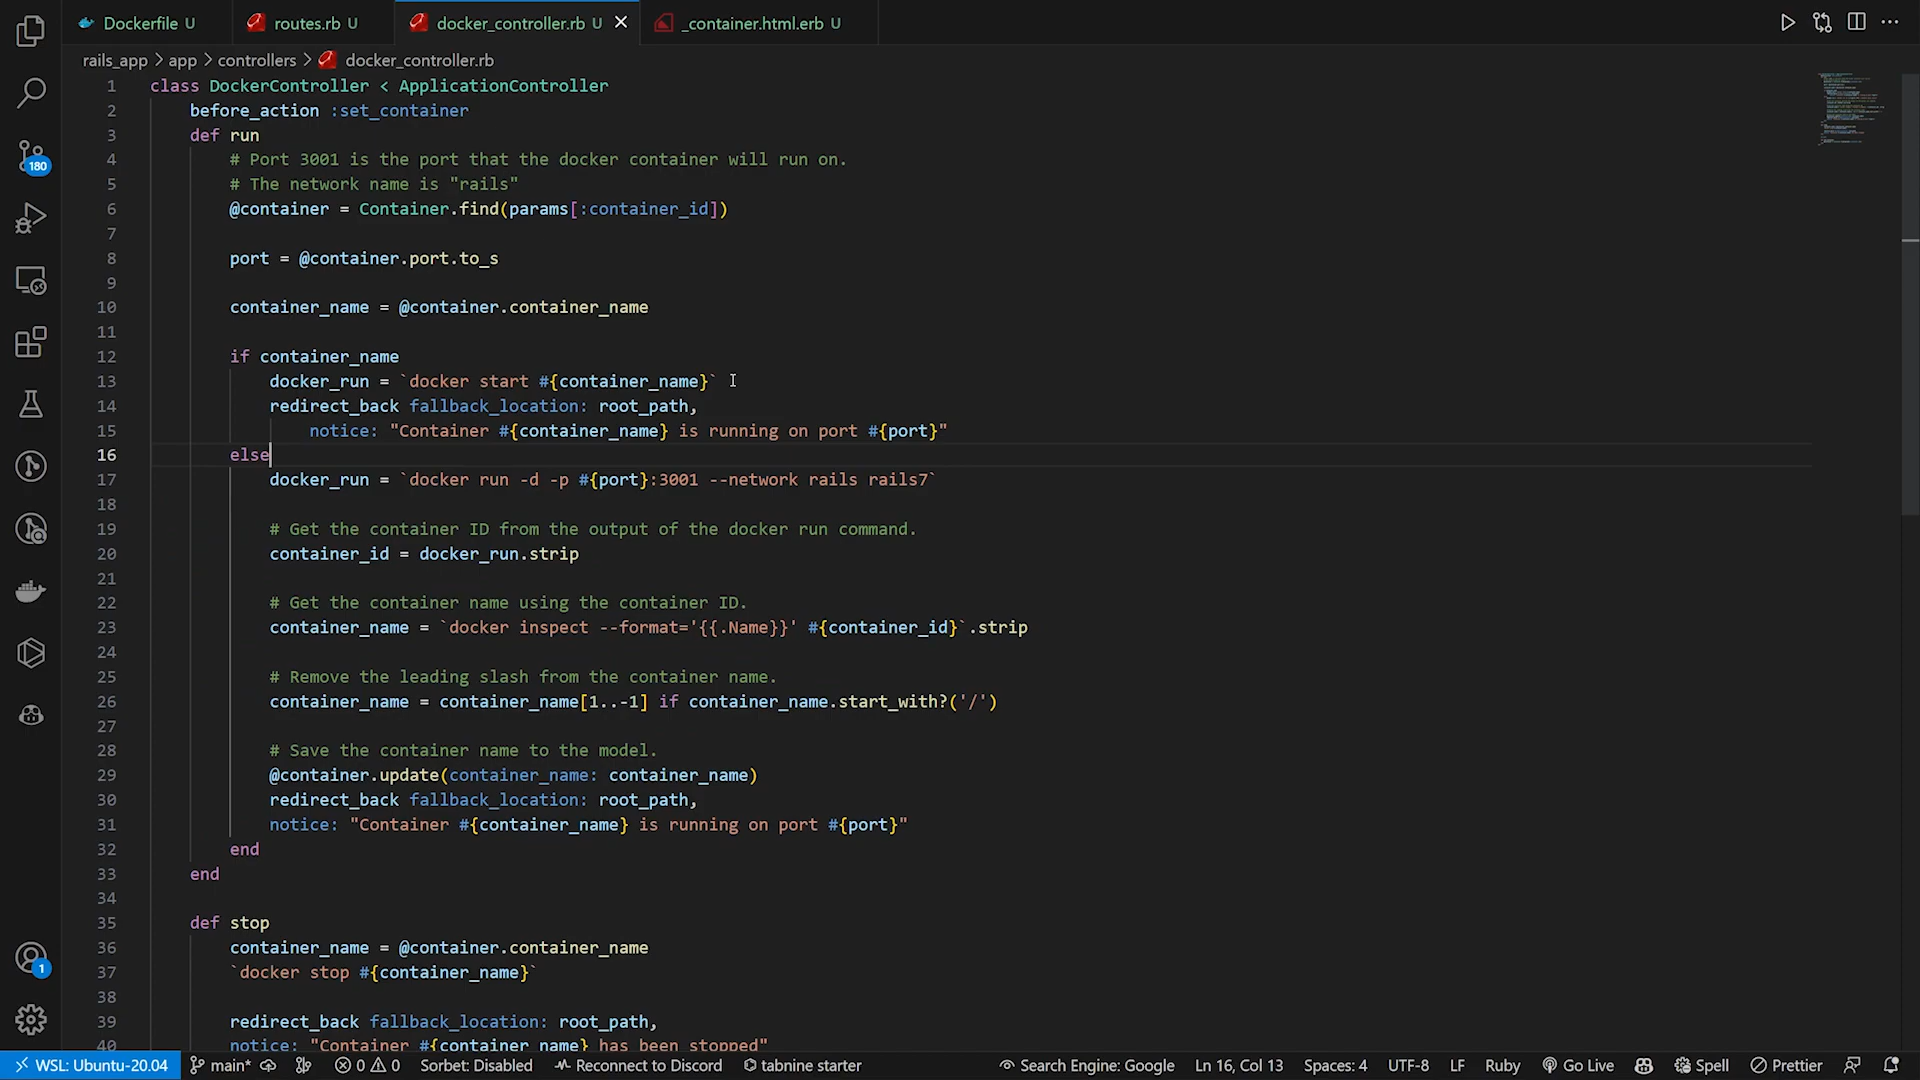 Dockerfile U
routes.rb U
docker_controller.rb U
_container.html.erb U
rails_app > app > controllers > docker_controller.rb
1 class DockerController < ApplicationController
2 before_action :set_container
3 def run
4 # Port 3001 is the port that the docker container will run on.
5 # The network name is "rails"
6 @container = Container.find(params[:container_id])
7
8 port = @container.port.to_s
9
10 container_name = @container.container_name
11
12 if container_name
13 docker_run = `docker start #{container_name}`
14 redirect_back fallback_location: root_path,
15 notice: "Container #{container_name} is running on port #{port}"
16 else
17 docker_run = `docker run -d -p #{port}:3001 --network rails rails7`
18
19 # Get the container ID from the output of the docker run command.
20 container_id = docker_run.strip
21
22 # Get the container name using the container ID.
23 container_name = `docker inspect --format='{{.Name}}' #{container_id}`.strip
24
25 # Remove the leading slash from the container name.
26 container_name = container_name[1..-1] if container_name.start_with?('/')
27
28 # Save the container name to the model.
29 @container.update(container_name: container_name)
30 redirect_back fallback_location: root_path,
31 notice: "Container #{container_name} is running on port #{port}"
32 end
33 end
34
35 def stop
36 container_name = @container.container_name
37 `docker stop #{container_name}`
38
39 redirect_back fallback_location: root_path,
40 notice: "Container #{container_name} has been stopped"
180
1
WSL: Ubuntu-20.04 main* 0 0 Sorbet: Disabled Reconnect to Discord tabnine starter Search Engine: Google Ln 16, Col 13 Spaces: 4 UTF-8 LF Ruby Go Live Spell Prettier